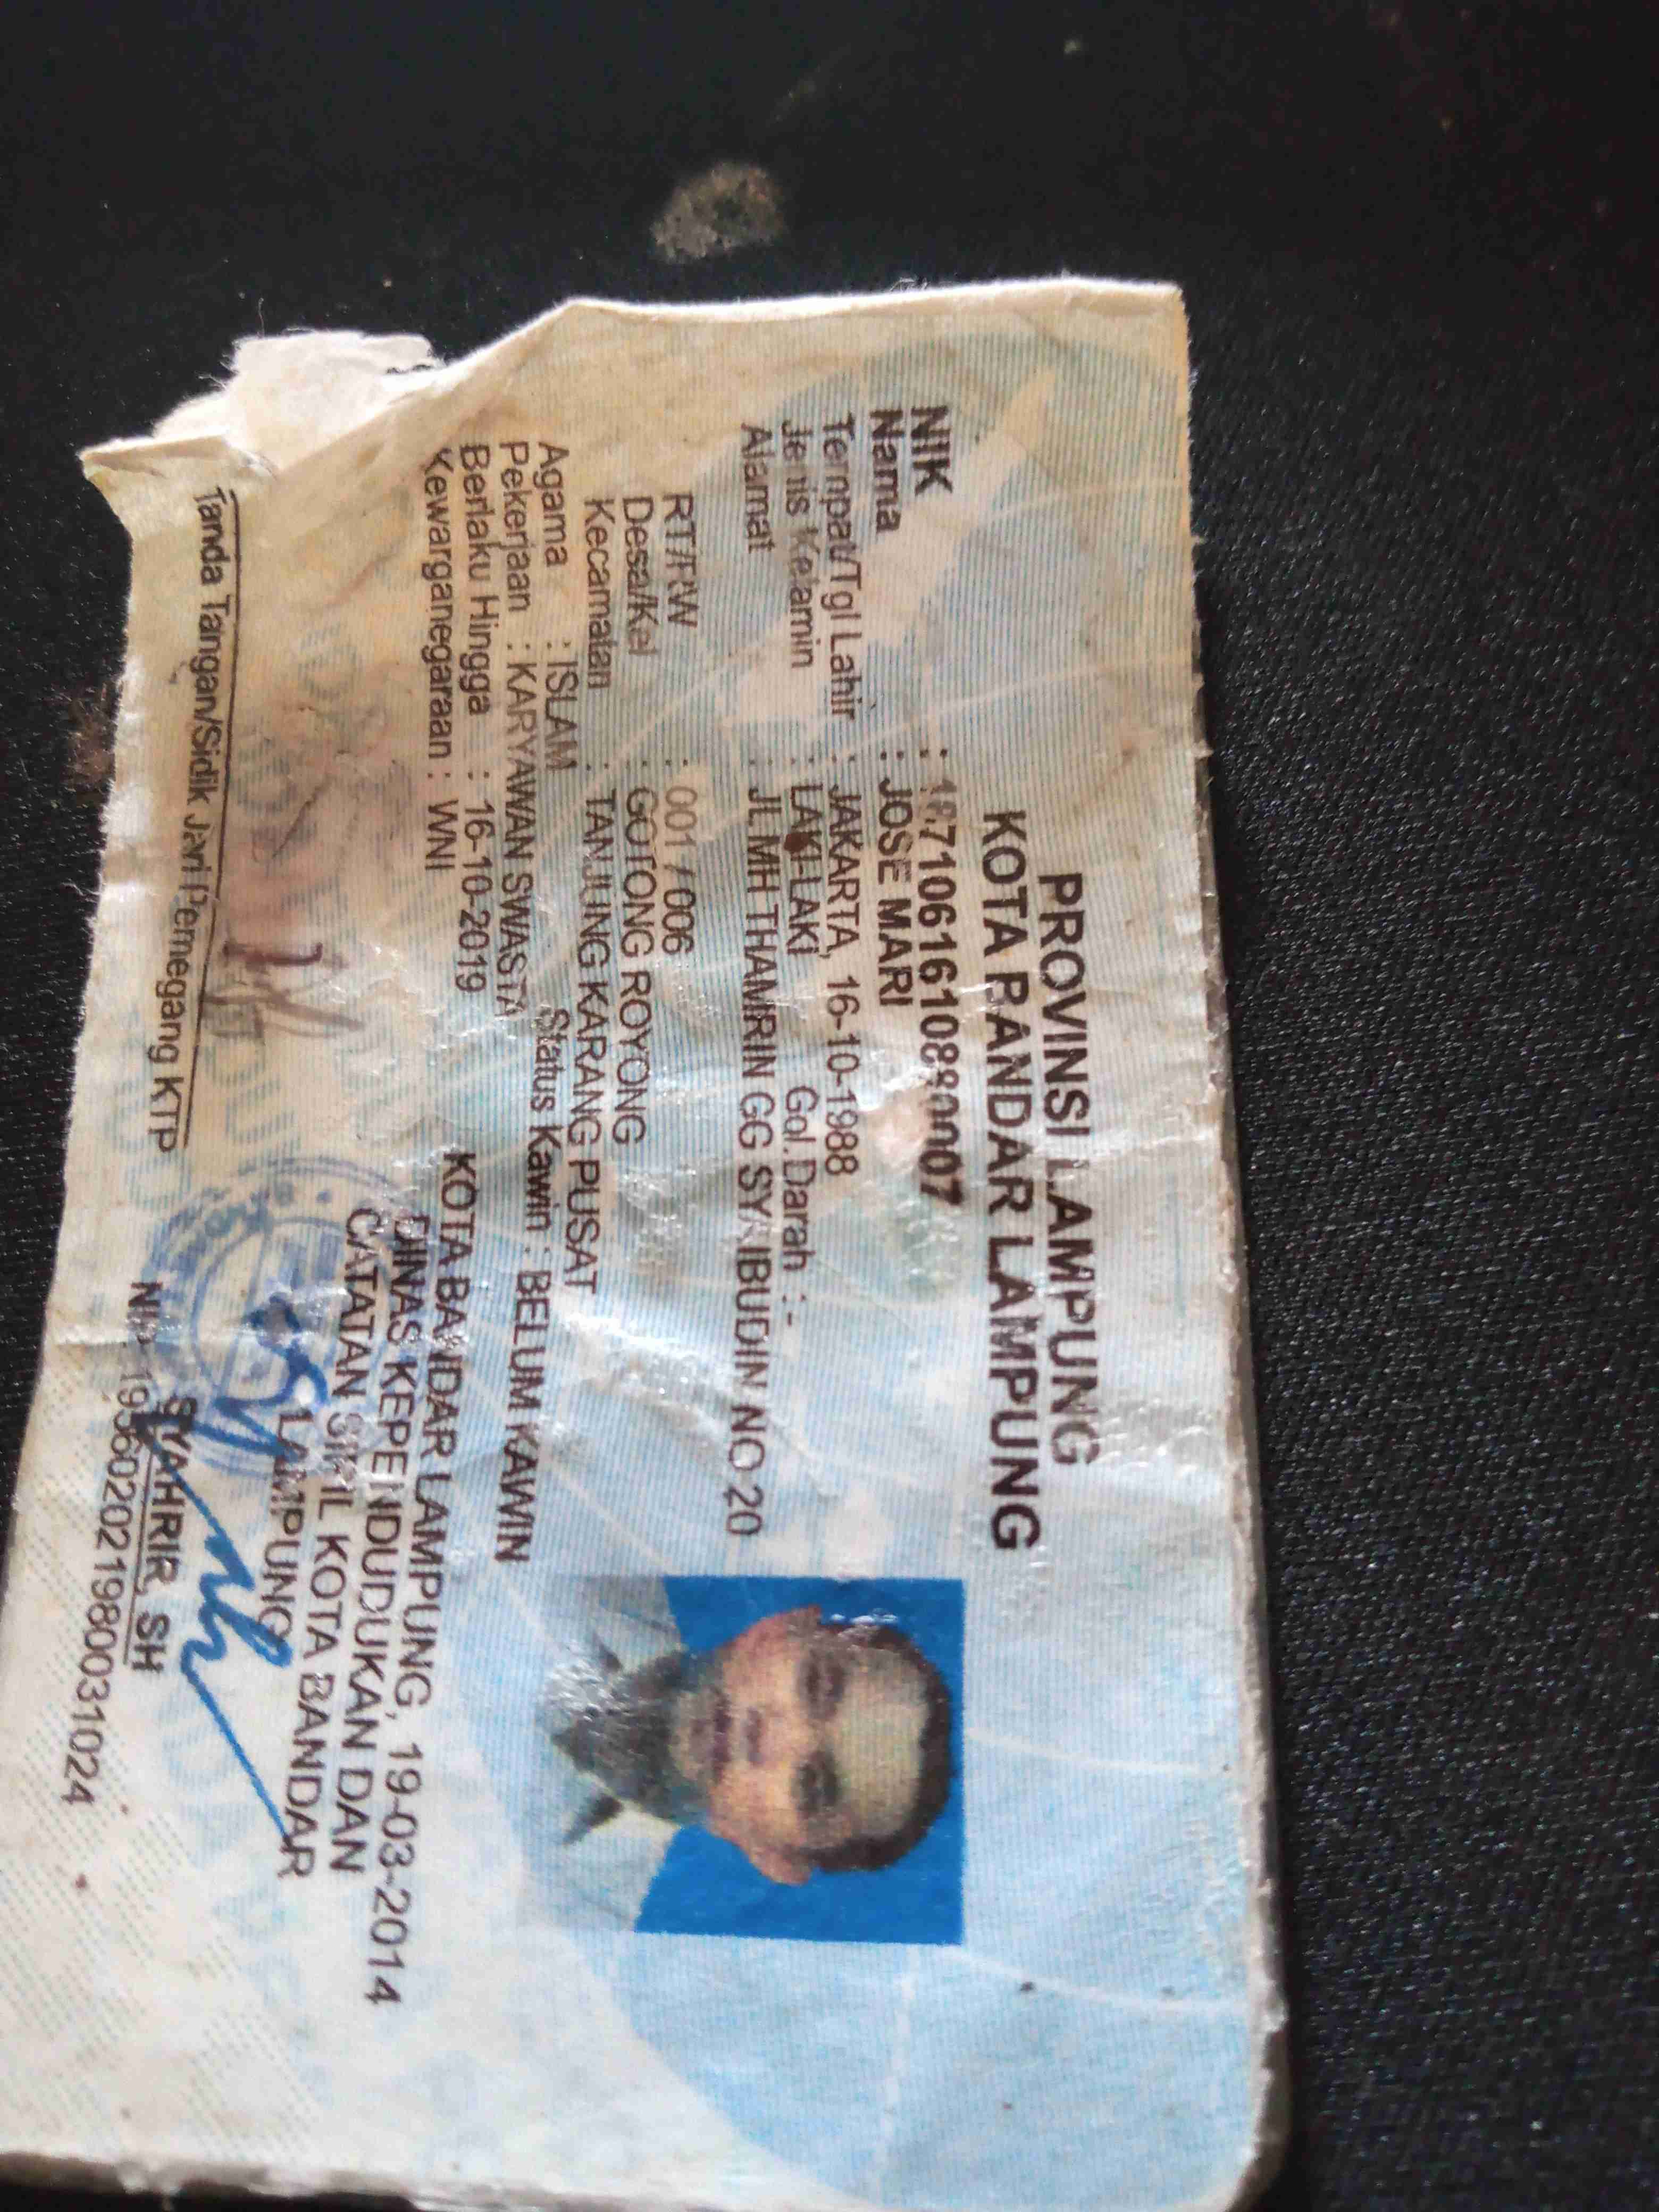 PROVINSI LAMPUNG
KOTA BANDAR LAMPUNG
NIK : 1871061610880007
Nama : JOSE MARI
Tempat/Tgl Lahir : JAKARTA, 16-10-1988
Jenis Kelamin : LAKI-LAKI Gol.Darah : -
Alamat : JL MH THAMRIN GG SYAIBUDIN NO 20
RT/RW : 001 / 006
Desa/Kel : GOTONG ROYONG
Kecamatan : TANJUNG KARANG PUSAT
Agama : ISLAM Status Kawin : BELUM KAWIN
Pekerjaan : KARYAWAN SWASTA
Berlaku Hingga : 16-10-2019
Kewarganegaraan : WNI
KOTA BANDAR LAMPUNG, 19-03-2014
DINAS KEPENDUDUKAN DAN
CATATAN SIPIL KOTA BANDAR
LAMPUNG
Tanda Tangan/Sidik Jari Pemegang KTP
SYAHRIR, SH
NIP. 195602021980031024